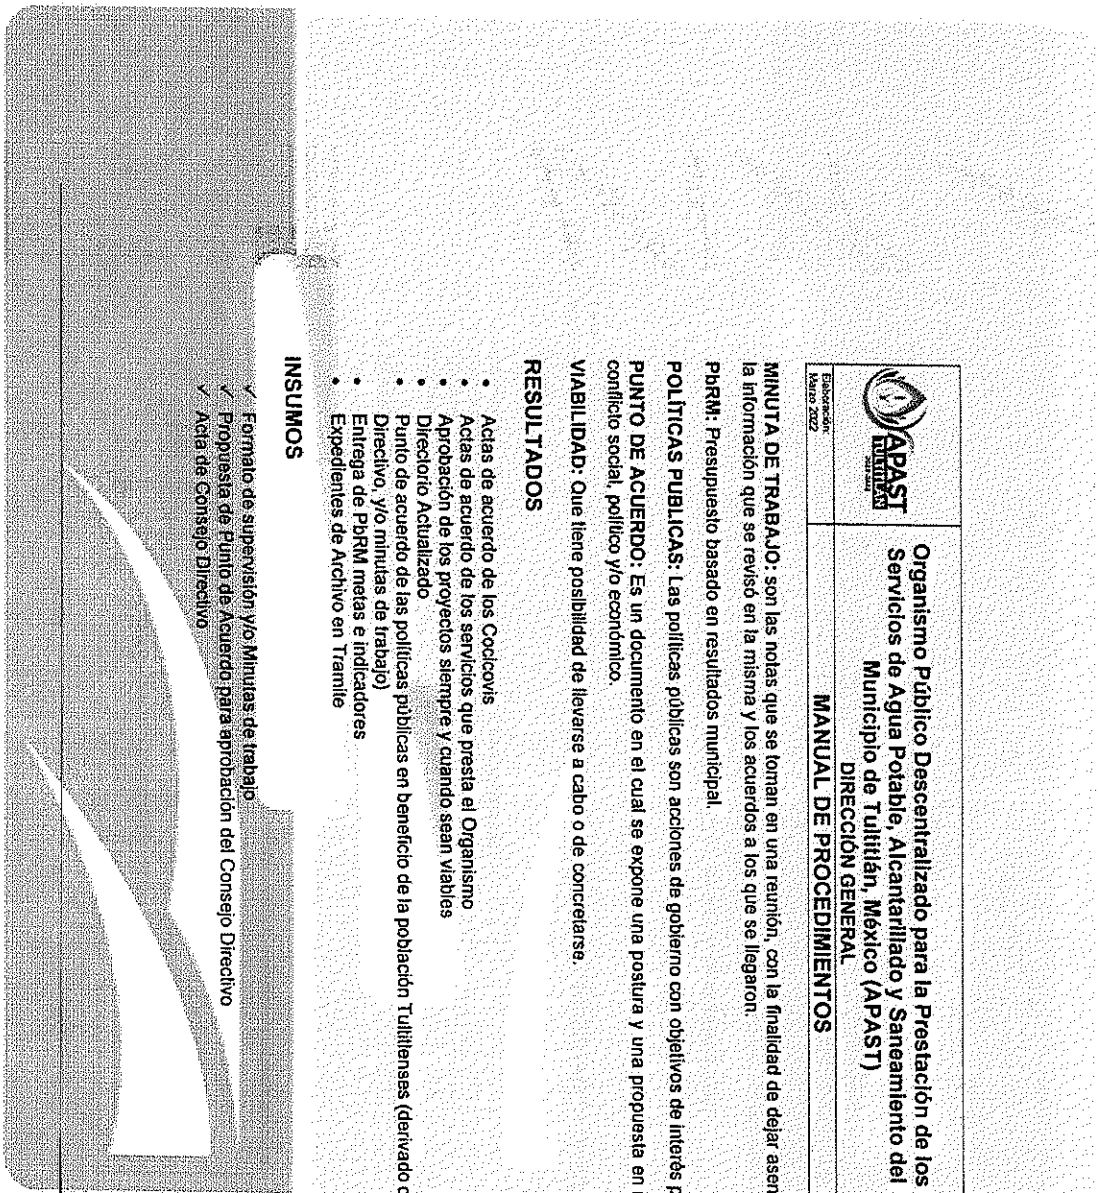 APAST
TULTITLÁN
Organismo Público Descentralizado para la Prestación de los
Servicios de Agua Potable, Alcantarillado y Saneamiento del
Municipio de Tultitlán, México (APAST)
DIRECCIÓN GENERAL
Elaboración:
Marzo 2022
MANUAL DE PROCEDIMIENTOS
MINUTA DE TRABAJO: son las notas que se toman en una reunión, con la finalidad de dejar asen
la información que se revisó en la misma y los acuerdos a los que se llegaron.
PbRM: Presupuesto basado en resultados municipal.
POLÍTICAS PUBLICAS: Las políticas públicas son acciones de gobierno con objetivos de interés p
PUNTO DE ACUERDO: Es un documento en el cual se expone una postura y una propuesta en
conflicto social, político y/o económico.
VIABILIDAD: Que tiene posibilidad de llevarse a cabo o de concretarse.
RESULTADOS
• Actas de acuerdo de los Cocicovis
• Actas de acuerdo de los servicios que presta el Organismo
• Aprobación de los proyectos siempre y cuando sean viables
• Directorio Actualizado
• Punto de acuerdo de las políticas públicas en beneficio de la población Tultitlenses (derivado
Directivo, y/o minutas de trabajo)
• Entrega de PbRM metas e indicadores
• Expedientes de Archivo en Tramite
INSUMOS
✓ Formato de supervisión y/o Minutas de trabajo
✓ Propuesta de Punto de Acuerdo para aprobación del Consejo Directivo
✓ Acta de Consejo Directivo